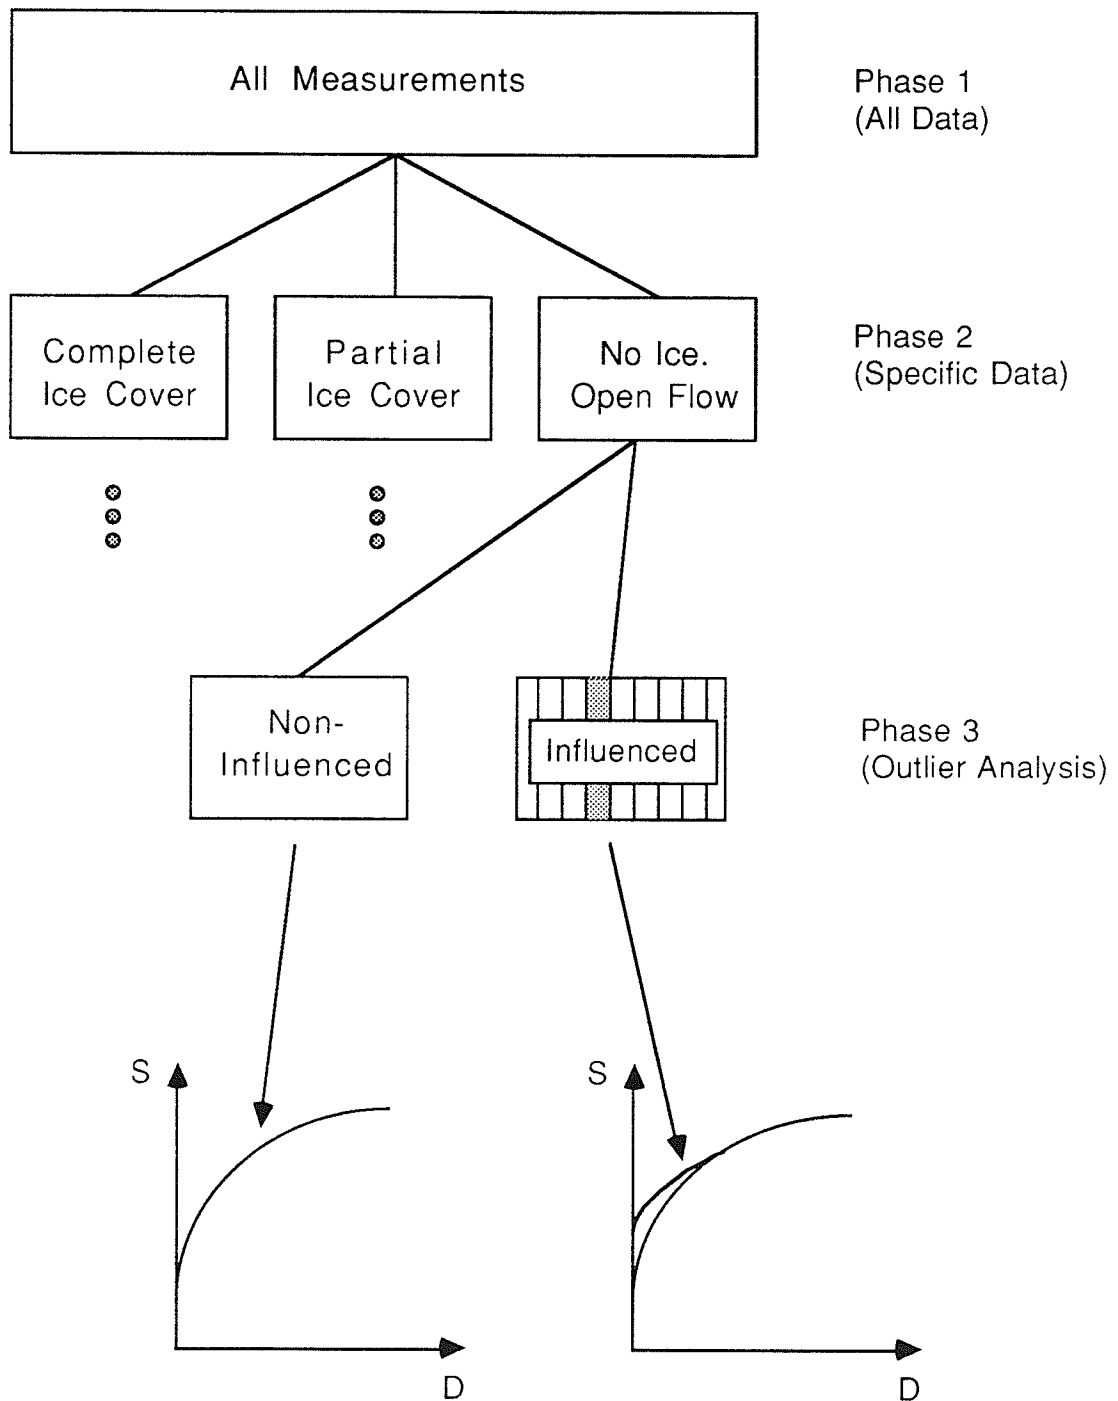 All Measurements
Phase 1
(All Data)
Complete
Ice Cover
Partial
Ice Cover
No Ice.
Open Flow
Phase 2
(Specific Data)
Non-
Influenced
Influenced
Phase 3
(Outlier Analysis)
S
D
S
D